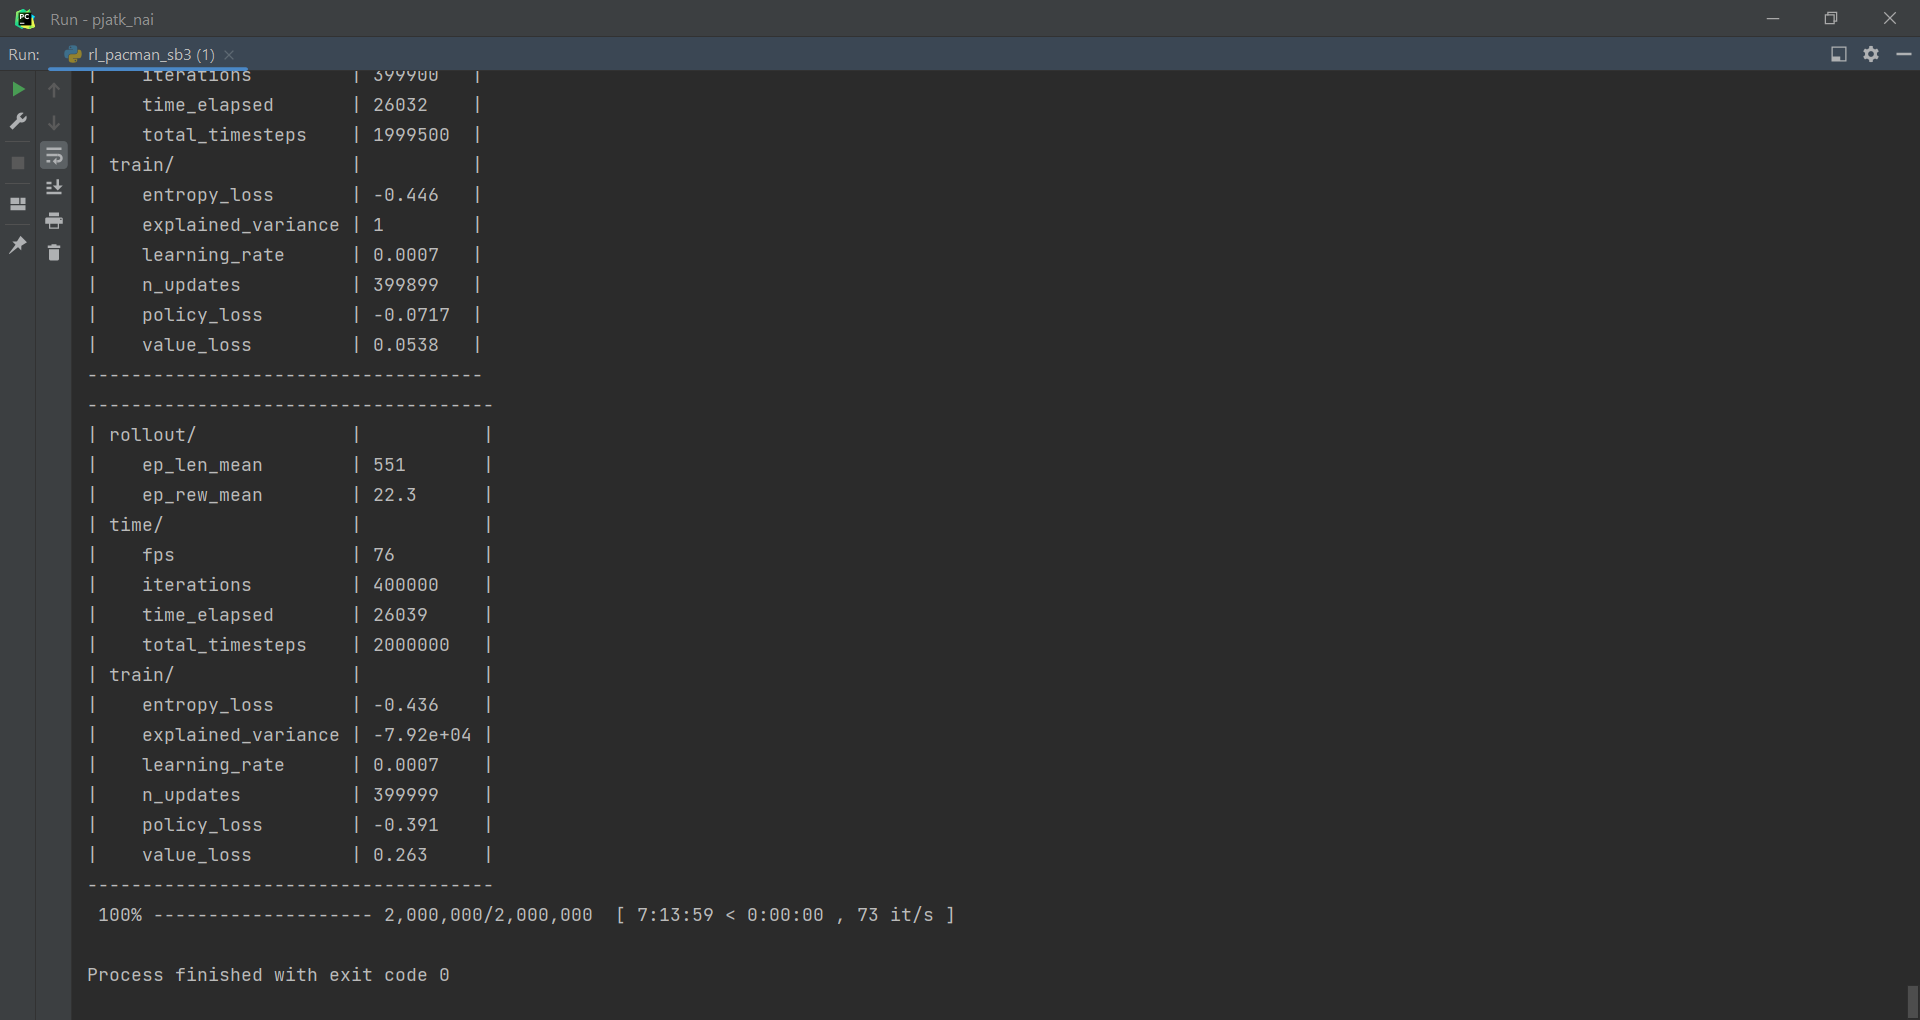 Run - pjatk_nai
Run: rl_pacman_sb3 (1)
|    iterations         | 399900   |
|    time_elapsed       | 26032    |
|    total_timesteps    | 1999500  |
| train/                |          |
|    entropy_loss       | -0.446   |
|    explained_variance | 1        |
|    learning_rate      | 0.0007   |
|    n_updates          | 399899   |
|    policy_loss        | -0.0717  |
|    value_loss         | 0.0538   |
------------------------------------
-------------------------------------
| rollout/              |           |
|    ep_len_mean        | 551       |
|    ep_rew_mean        | 22.3      |
| time/                 |           |
|    fps                | 76        |
|    iterations         | 400000    |
|    time_elapsed       | 26039     |
|    total_timesteps    | 2000000   |
| train/                |           |
|    entropy_loss       | -0.436    |
|    explained_variance | -7.92e+04 |
|    learning_rate      | 0.0007    |
|    n_updates          | 399999    |
|    policy_loss        | -0.391    |
|    value_loss         | 0.263     |
-------------------------------------
100% -------------------- 2,000,000/2,000,000  [ 7:13:59 < 0:00:00 , 73 it/s ]
Process finished with exit code 0